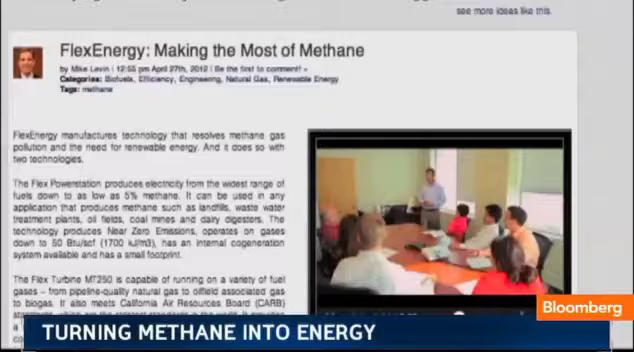 see more ideas like this.
FlexEnergy: Making the Most of Methane
by Mike Levin | 12:55 pm April 27th, 2012 | Be the first to comment! »
Categories: Biofuels, Efficiency, Engineering, Natural Gas, Renewable Energy
Tags: methane
FlexEnergy manufactures technology that resolves methane gas
pollution and the need for renewable energy. And it does so with
two technologies.
The Flex Powerstation produces electricity from the widest range of
fuels down to as low as 5% methane. It can be used in any
application that produces methane such as landfills, waste water
treatment plants, oil fields, coal mines and dairy digesters. The
technology produces Near Zero Emissions, operates on gases
down to 50 Btu/scf (1700 kJ/m3), has an internal cogeneration
system available and has a small footprint.
The Flex Turbine MT250 is capable of running on a variety of fuel
gases – from pipeline-quality natural gas to oilfield associated gas
to biogas. It also meets California Air Resources Board (CARB)
Bloomberg
TURNING METHANE INTO ENERGY